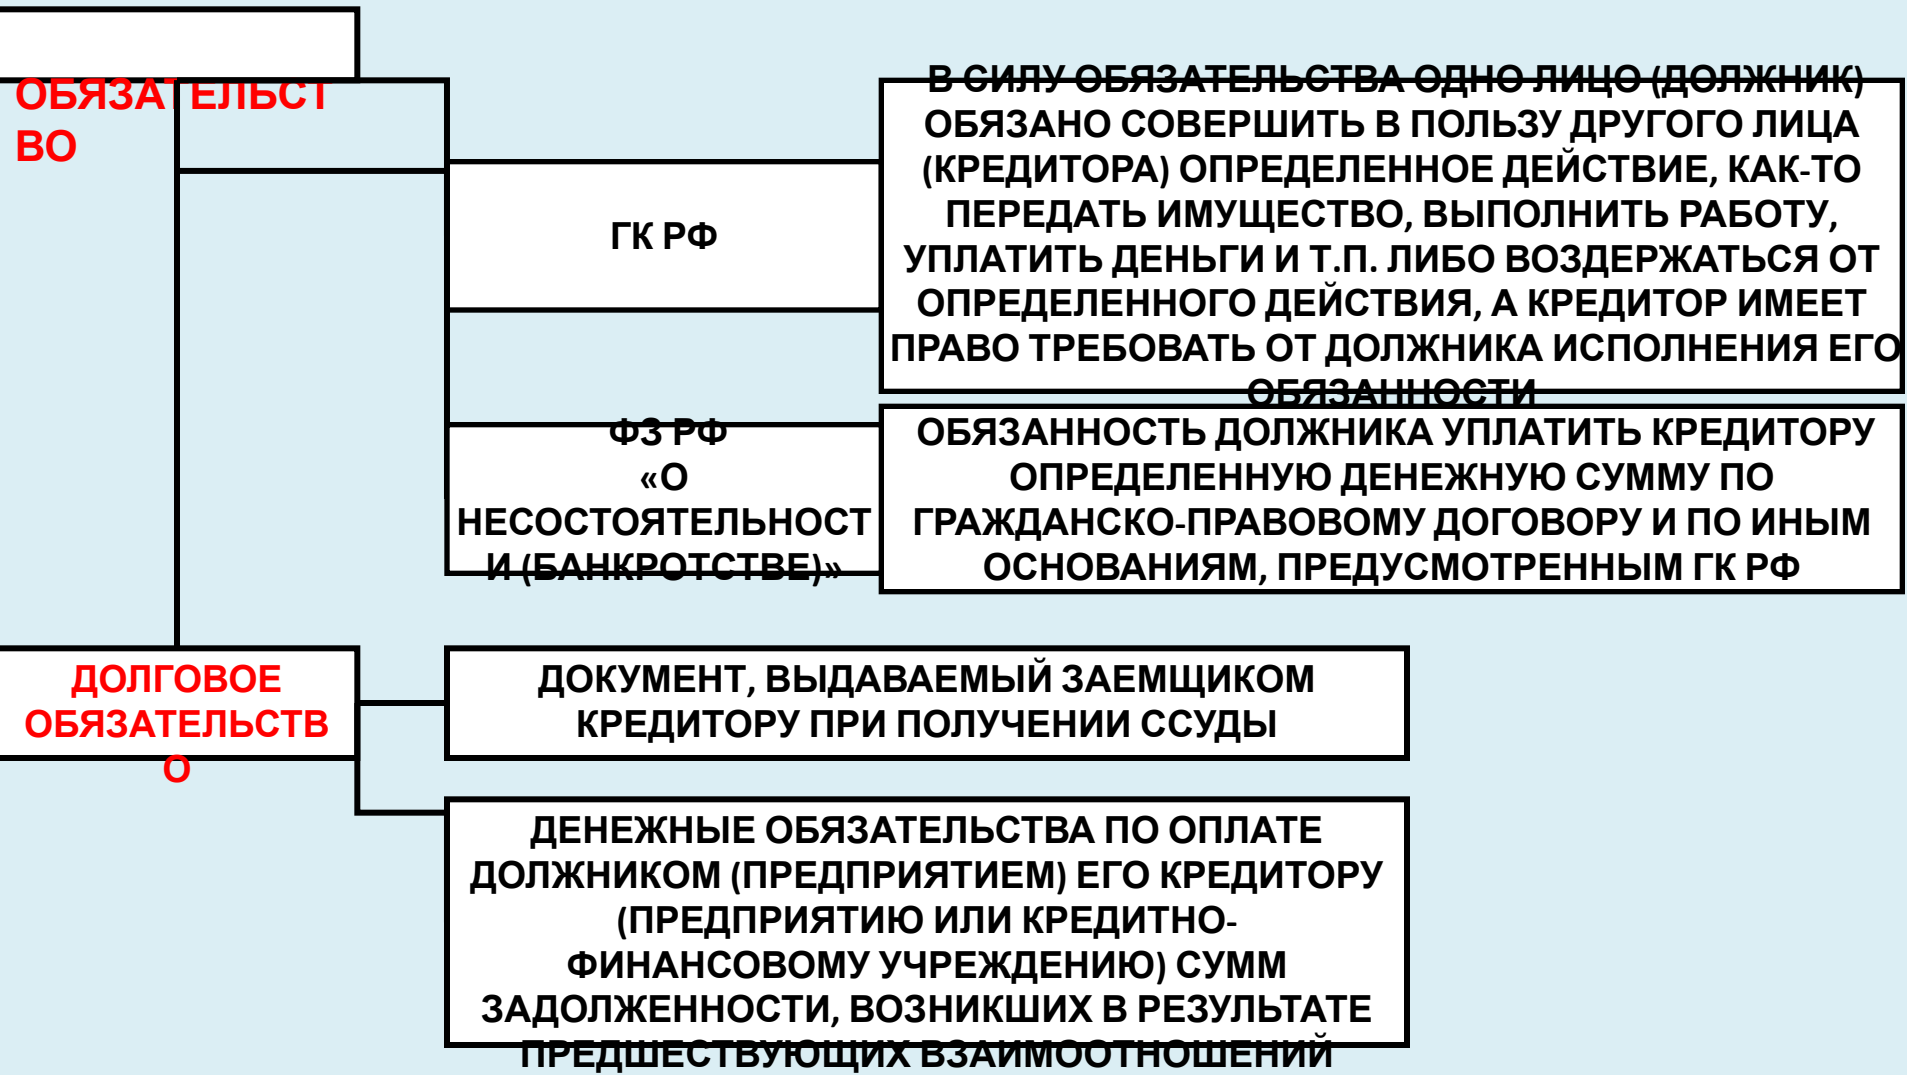 ОБЯЗАТЕЛЬСТ
ВО
ГК РФ
В СИЛУ ОБЯЗАТЕЛЬСТВА ОДНО ЛИЦО (ДОЛЖНИК)
ОБЯЗАНО СОВЕРШИТЬ В ПОЛЬЗУ ДРУГОГО ЛИЦА
(КРЕДИТОРА) ОПРЕДЕЛЕННОЕ ДЕЙСТВИЕ, КАК-ТО
ПЕРЕДАТЬ ИМУЩЕСТВО, ВЫПОЛНИТЬ РАБОТУ,
УПЛАТИТЬ ДЕНЬГИ И Т.П. ЛИБО ВОЗДЕРЖАТЬСЯ ОТ
ОПРЕДЕЛЕННОГО ДЕЙСТВИЯ, А КРЕДИТОР ИМЕЕТ
ПРАВО ТРЕБОВАТЬ ОТ ДОЛЖНИКА ИСПОЛНЕНИЯ ЕГО
ОБЯЗАННОСТИ
ФЗ РФ
«О
НЕСОСТОЯТЕЛЬНОСТ
И (БАНКРОТСТВЕ)»
ОБЯЗАННОСТЬ ДОЛЖНИКА УПЛАТИТЬ КРЕДИТОРУ
ОПРЕДЕЛЕННУЮ ДЕНЕЖНУЮ СУММУ ПО
ГРАЖДАНСКО-ПРАВОВОМУ ДОГОВОРУ И ПО ИНЫМ
ОСНОВАНИЯМ, ПРЕДУСМОТРЕННЫМ ГК РФ
ДОЛГОВОЕ
ОБЯЗАТЕЛЬСТВ
О
ДОКУМЕНТ, ВЫДАВАЕМЫЙ ЗАЕМЩИКОМ
КРЕДИТОРУ ПРИ ПОЛУЧЕНИИ ССУДЫ
ДЕНЕЖНЫЕ ОБЯЗАТЕЛЬСТВА ПО ОПЛАТЕ
ДОЛЖНИКОМ (ПРЕДПРИЯТИЕМ) ЕГО КРЕДИТОРУ
(ПРЕДПРИЯТИЮ ИЛИ КРЕДИТНО-
ФИНАНСОВОМУ УЧРЕЖДЕНИЮ) СУММ
ЗАДОЛЖЕННОСТИ, ВОЗНИКШИХ В РЕЗУЛЬТАТЕ
ПРЕДШЕСТВУЮЩИХ ВЗАИМООТНОШЕНИЙ